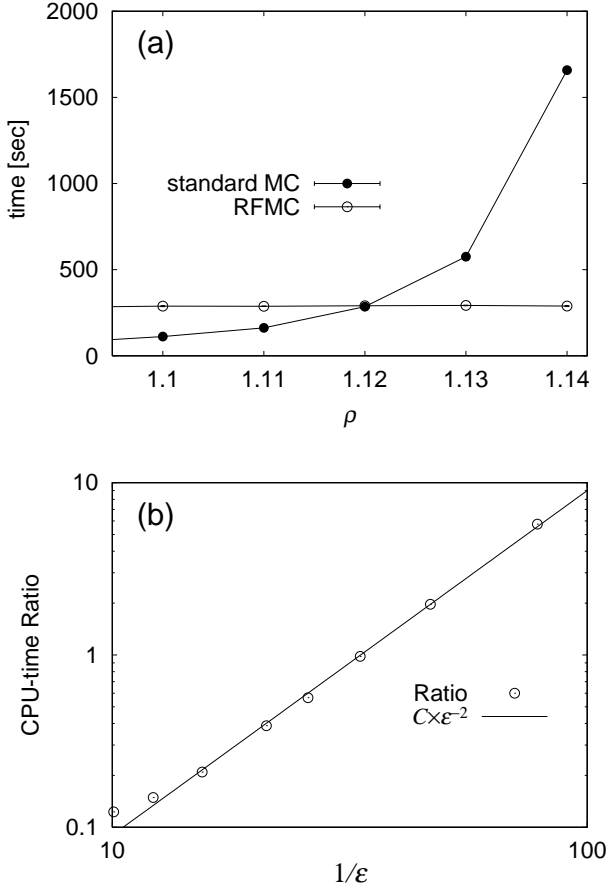 (a)
2000
1500
1000
500
0
time [sec]
standard MC
RFMC
1.1 1.11 1.12 1.13 1.14
ρ
(b)
10
1
0.1
CPU-time Ratio
Ratio
C×ε⁻²
10 100
1/ε